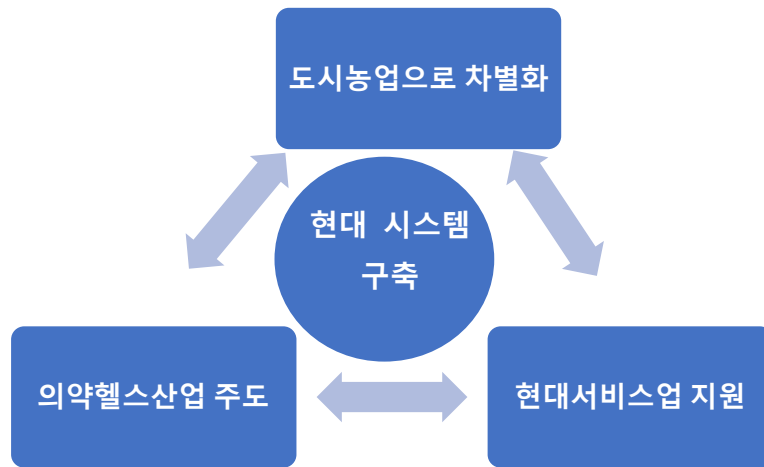 도시농업으로 차별화
현대 시스템
구축
의약헬스산업 주도
현대서비스업 지원